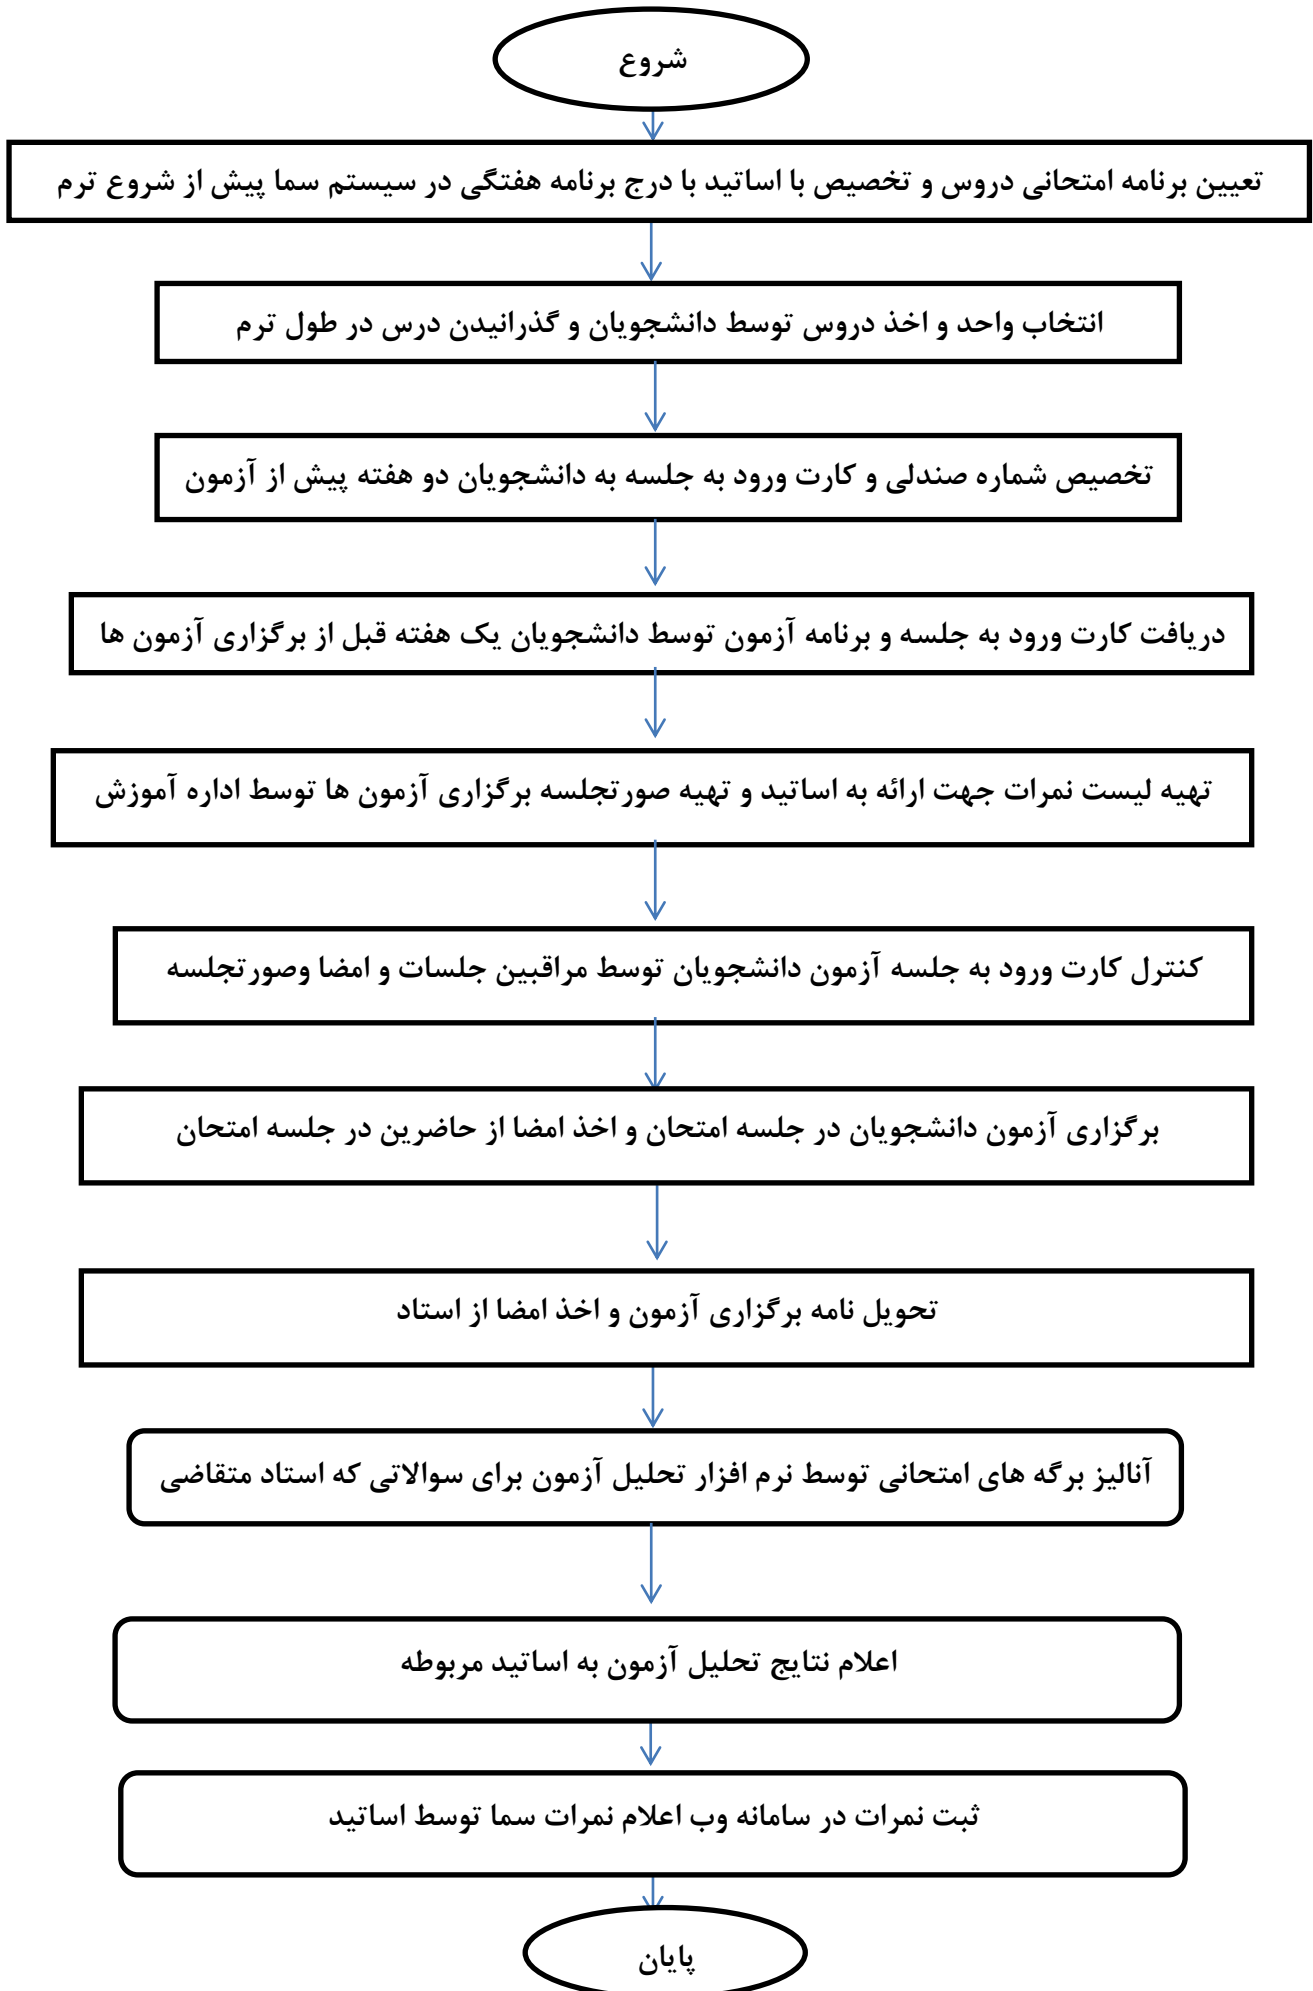 شروع
تعیین برنامه امتحانی دروس و تخصیص با اساتید با درج برنامه هفتگی در سیستم سما پیش از شروع ترم
انتخاب واحد و اخذ دروس توسط دانشجویان و گذرانیدن درس در طول ترم
تخصیص شماره صندلی و کارت ورود به جلسه به دانشجویان دو هفته پیش از آزمون
دریافت کارت ورود به جلسه و برنامه آزمون توسط دانشجویان یک هفته قبل از برگزاری آزمون ها
تهیه لیست نمرات جهت ارائه به اساتید و تهیه صورتجلسه برگزاری آزمون ها توسط اداره آموزش
کنترل کارت ورود به جلسه آزمون دانشجویان توسط مراقبین جلسات و امضا وصورتجلسه
برگزاری آزمون دانشجویان در جلسه امتحان و اخذ امضا از حاضرین در جلسه امتحان
تحویل نامه برگزاری آزمون و اخذ امضا از استاد
آنالیز برگه های امتحانی توسط نرم افزار تحلیل آزمون برای سوالاتی که استاد متقاضی
اعلام نتایج تحلیل آزمون به اساتید مربوطه
ثبت نمرات در سامانه وب اعلام نمرات سما توسط اساتید
پایان